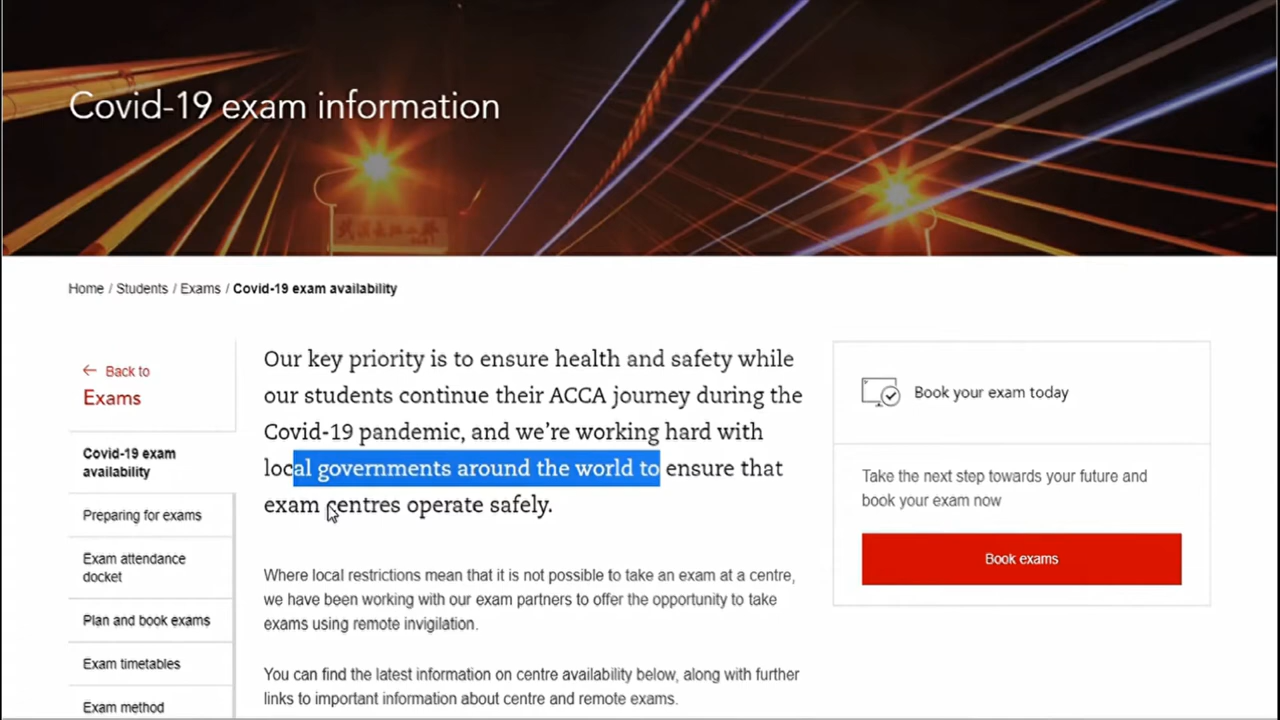 Covid-19 exam information
Home / Students / Exams / Covid-19 exam availability
Back to
Exams
Covid-19 exam
availability
Preparing for exams
Exam attendance
docket
Plan and book exams
Exam timetables
Exam method
Our key priority is to ensure health and safety while
our students continue their ACCA journey during the
Covid-19 pandemic, and we're working hard with
local governments around the world to ensure that
exam centres operate safely.
Where local restrictions mean that it is not possible to take an exam at a centre,
we have been working with our exam partners to offer the opportunity to take
exams using remote invigilation.
You can find the latest information on centre availability below, along with further
links to important information about centre and remote exams.
Book your exam today
Take the next step towards your future and
book your exam now
Book exams